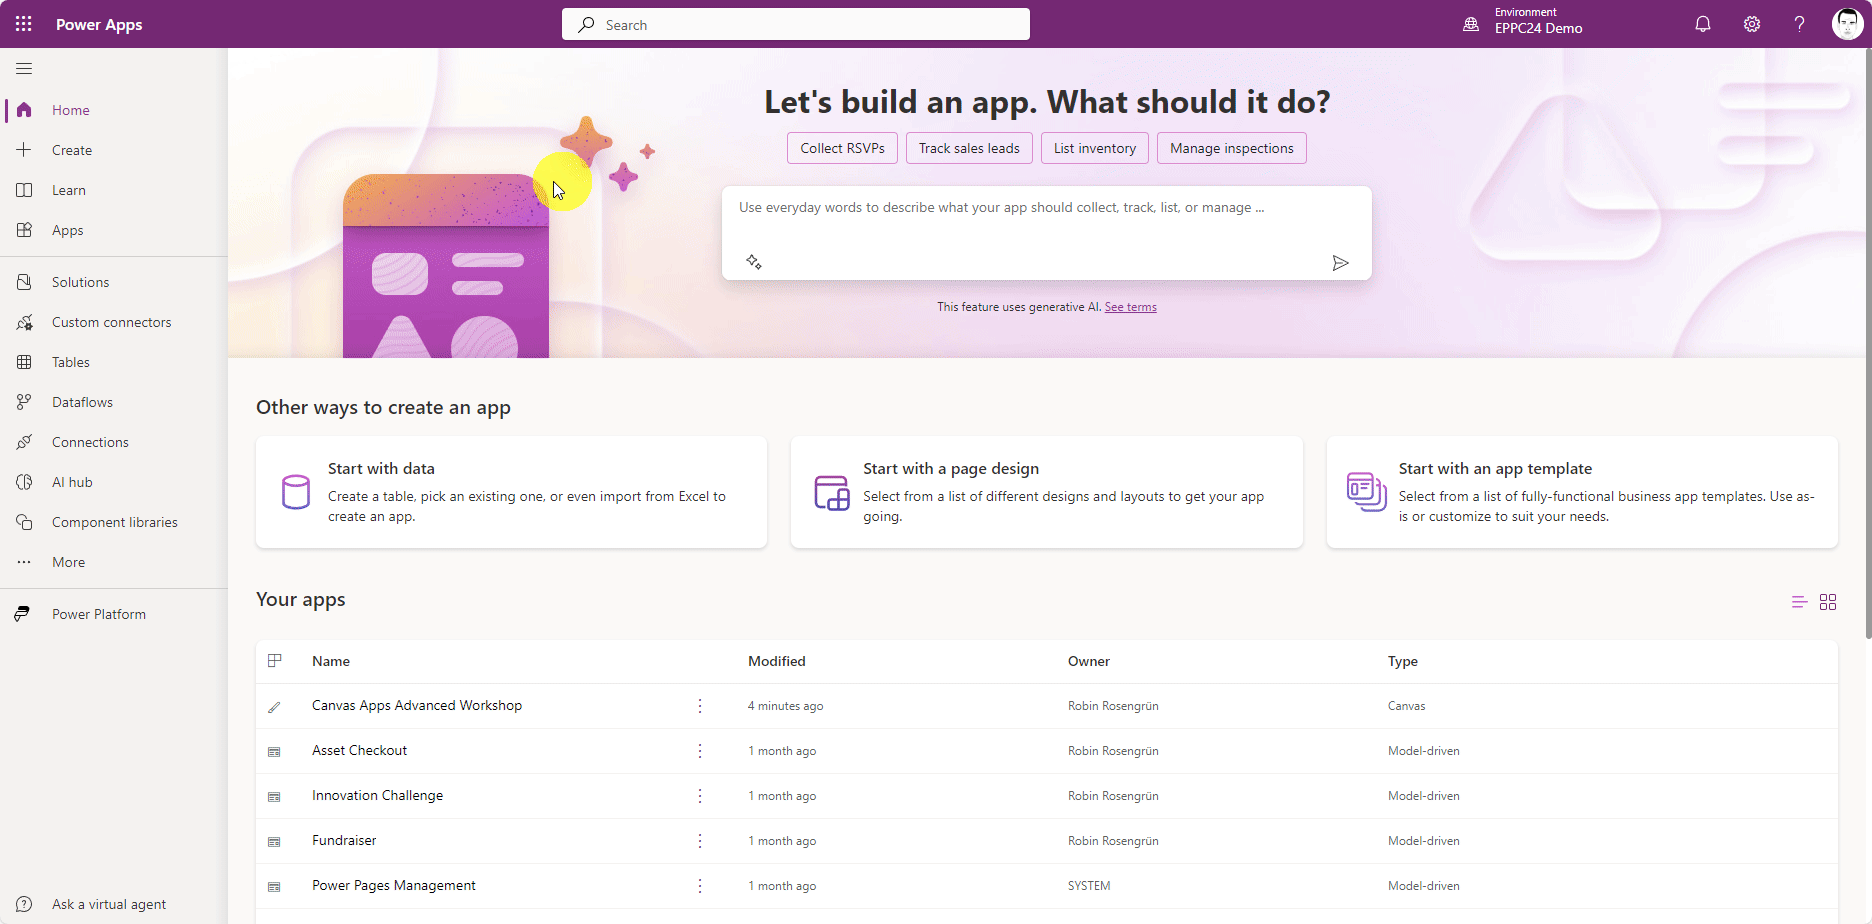 Power Apps
Search
Environment
EPPC24 Demo
Home
Create
Learn
Apps
Solutions
Custom connectors
Tables
Dataflows
Connections
AI hub
Component libraries
More
Power Platform
Ask a virtual agent
Let's build an app. What should it do?
Collect RSVPs Track sales leads List inventory Manage inspections
Use everyday words to describe what your app should collect, track, list, or manage ...
This feature uses generative AI. See terms
Other ways to create an app
Start with data
Create a table, pick an existing one, or even import from Excel to
create an app.
Start with a page design
Select from a list of different designs and layouts to get your app
going.
Start with an app template
Select from a list of fully-functional business app templates. Use as-
is or customize to suit your needs.
Your apps
Name Modified Owner Type
Canvas Apps Advanced Workshop 4 minutes ago Robin Rosengrün Canvas
Asset Checkout 1 month ago Robin Rosengrün Model-driven
Innovation Challenge 1 month ago Robin Rosengrün Model-driven
Fundraiser 1 month ago Robin Rosengrün Model-driven
Power Pages Management 1 month ago SYSTEM Model-driven